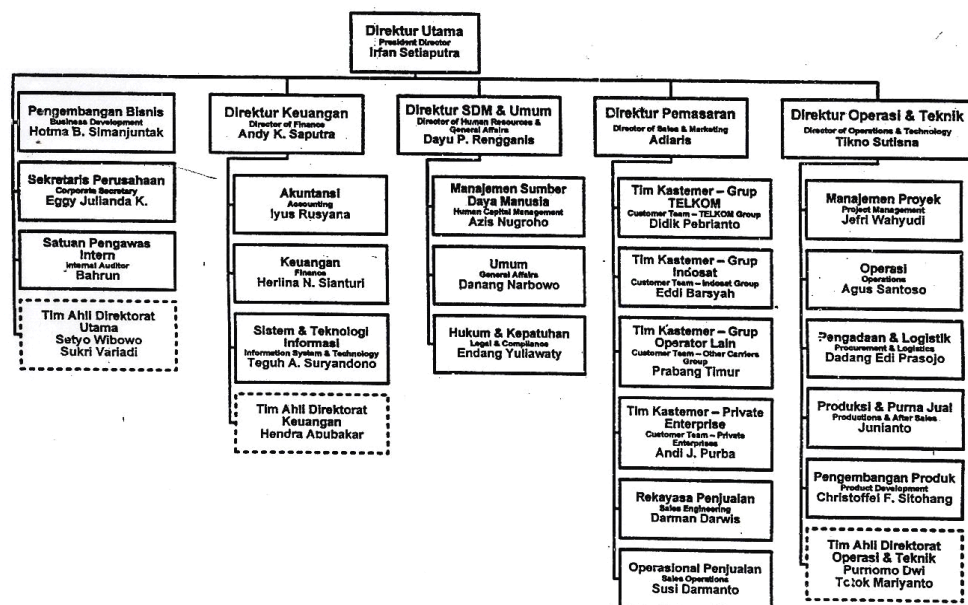 Direktur Utama
President Director
Irfan Setiaputra
Pengembangan Bisnis
Business Development
Hotma B. Simanjuntak
Sekretaris Perusahaan
Corporate Secretary
Eggy Julianda K.
Satuan Pengawas
Intern
Internal Auditor
Bahrun
Tim Ahli Direktorat
Utama
Setyo Wibowo
Sukri Variadi
Direktur Keuangan
Director of Finance
Andy K. Saputra
Akuntansi
Accounting
Iyus Rusyana
Keuangan
Finance
Herlina N. Sianturi
Sistem & Teknologi
Informasi
Information System & Technology
Teguh A. Suryandono
Tim Ahli Direktorat
Keuangan
Hendra Abubakar
Direktur SDM & Umum
Director of Human Resources &
General Affairs
Dayu P. Rengganis
Manajemen Sumber
Daya Manusia
Human Capital Management
Azis Nugroho
Umum
General Affairs
Danang Narbowo
Hukum & Kepatuhan
Legal & Compliance
Endang Yuliawaty
Direktur Pemasaran
Director of Sales & Marketing
Adiaris
Tim Kastemer – Grup
TELKOM
Customer Team – TELKOM Group
Didik Pebrianto
Tim Kastemer – Grup
Indosat
Customer Team – Indosat Group
Eddi Barsyah
Tim Kastemer – Grup
Operator Lain
Customer Team – Other Carriers
Group
Prabang Timur
Tim Kastemer – Private
Enterprise
Customer Team – Private
Enterprises
Andi J. Purba
Rekayasa Penjualan
Sales Engineering
Darman Darwis
Operasional Penjualan
Sales Operations
Susi Darmanto
Direktur Operasi & Teknik
Director of Operations & Technology
Tikno Sutisna
Manajemen Proyek
Project Management
Jefri Wahyudi
Operasi
Operations
Agus Santoso
Pengadaan & Logistik
Procurement & Logistics
Dadang Edi Prasojo
Produksi & Purna Jual
Productions & After Sales
Junianto
Pengembangan Produk
Product Development
Christoffel F. Sitohang
Tim Ahli Direktorat
Operasi & Teknik
Purnomo Dwi
Totok Mariyanto